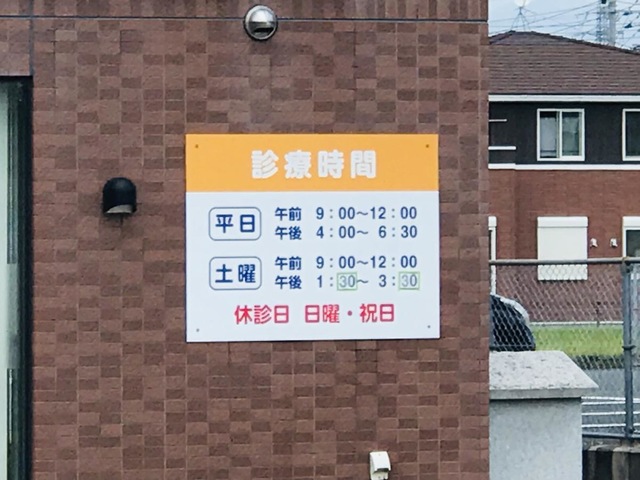 診療時間
平日 午前 9:00〜12:00
午後 4:00〜 6:30
土曜 午前 9:00〜12:00
午後 1:30〜 3:30
休診日 日曜・祝日